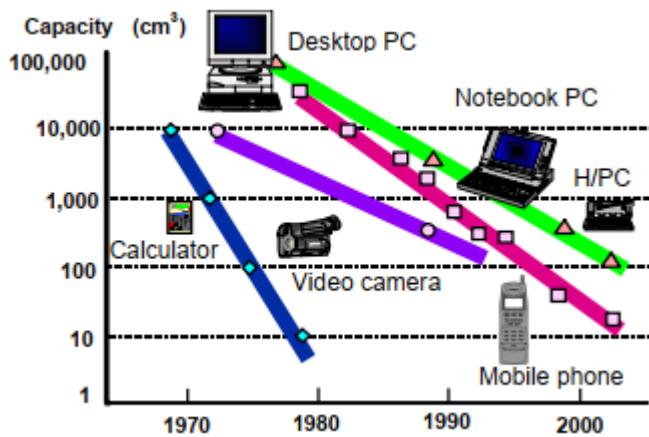 Capacity (cm³)
100,000
10,000
1,000
100
10
1
Desktop PC
Notebook PC
H/PC
Calculator
Video camera
Mobile phone
1970 1980 1990 2000